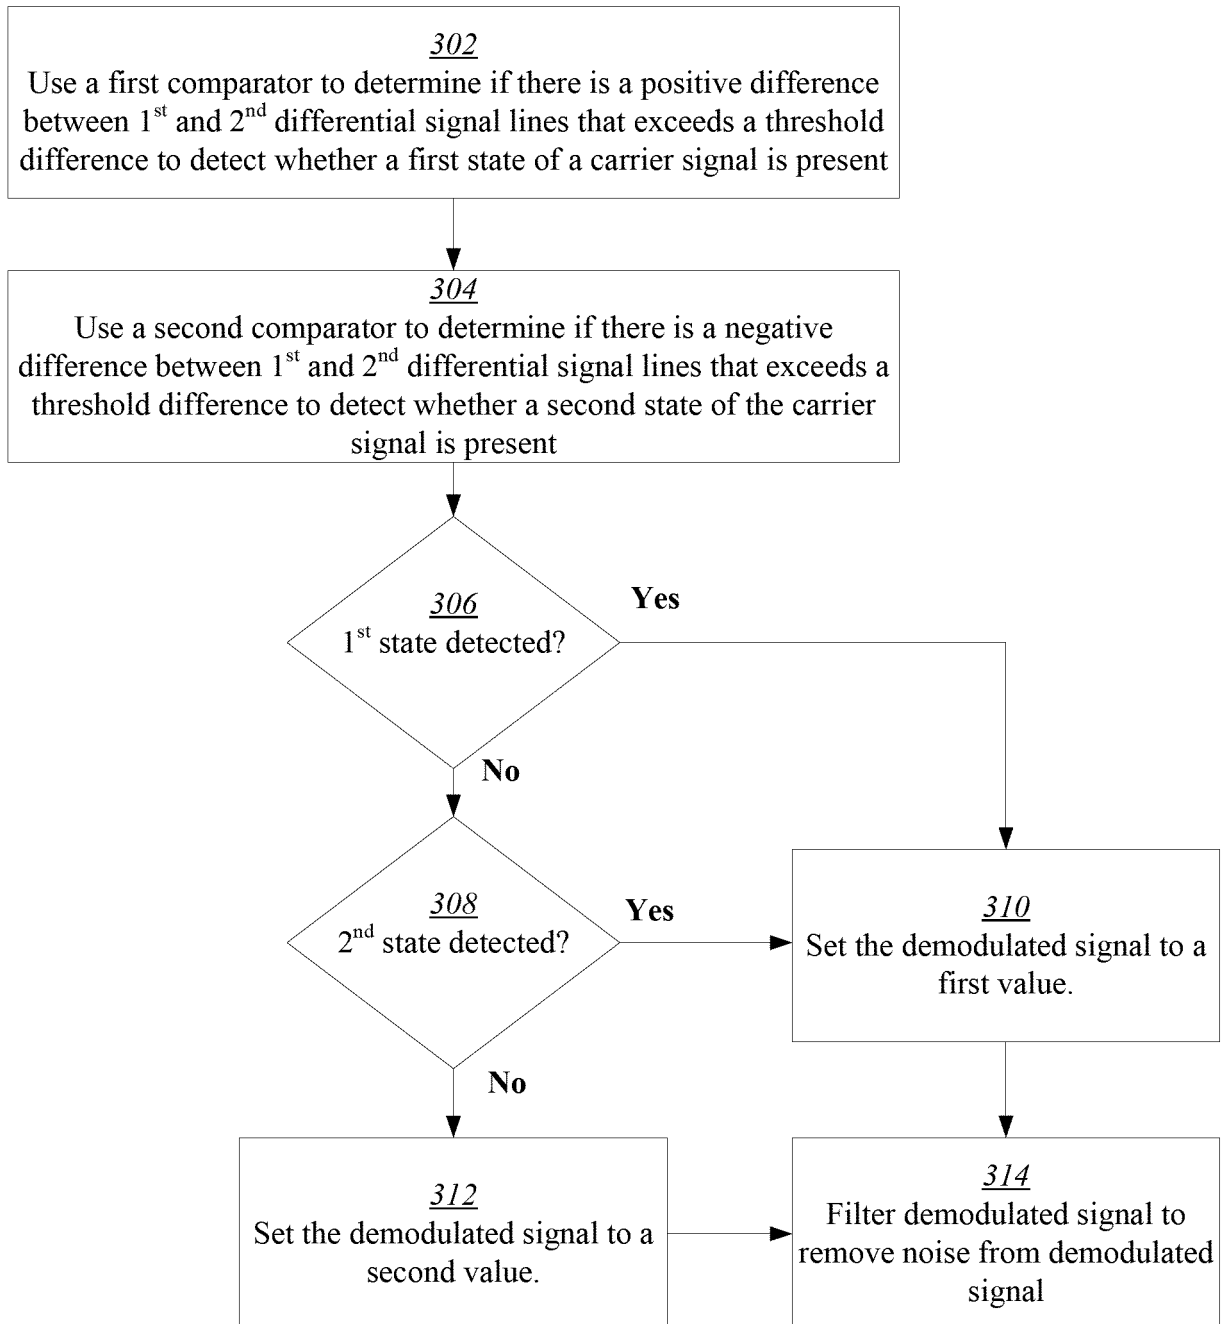 302
Use a first comparator to determine if there is a positive difference
between 1st and 2nd differential signal lines that exceeds a threshold
difference to detect whether a first state of a carrier signal is present
304
Use a second comparator to determine if there is a negative
difference between 1st and 2nd differential signal lines that exceeds a
threshold difference to detect whether a second state of the carrier
signal is present
306
1st state detected?
Yes
No
308
2nd state detected?
Yes
No
310
Set the demodulated signal to a
first value.
312
Set the demodulated signal to a
second value.
314
Filter demodulated signal to
remove noise from demodulated
signal